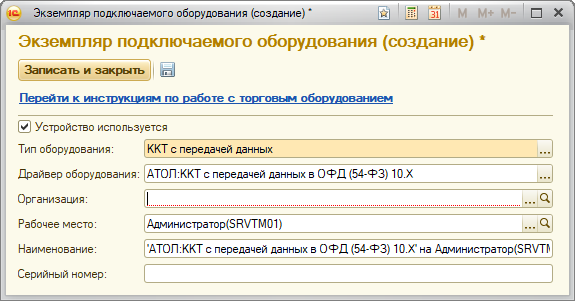 Экземпляр подключаемого оборудования (создание) *
M M+ M-
Экземпляр подключаемого оборудования (создание) *
Записать и закрыть
Перейти к инструкциям по работе с торговым оборудованием
Устройство используется
Тип оборудования: ККТ с передачей данных ...
Драйвер оборудования: АТОЛ:ККТ с передачей данных в ОФД (54-ФЗ) 10.X ...
Организация: ...
Рабочее место: Администратор(SRVTM01) ...
Наименование: 'АТОЛ:ККТ с передачей данных в ОФД (54-ФЗ) 10.X' на Администратор(SRVTM
Серийный номер: